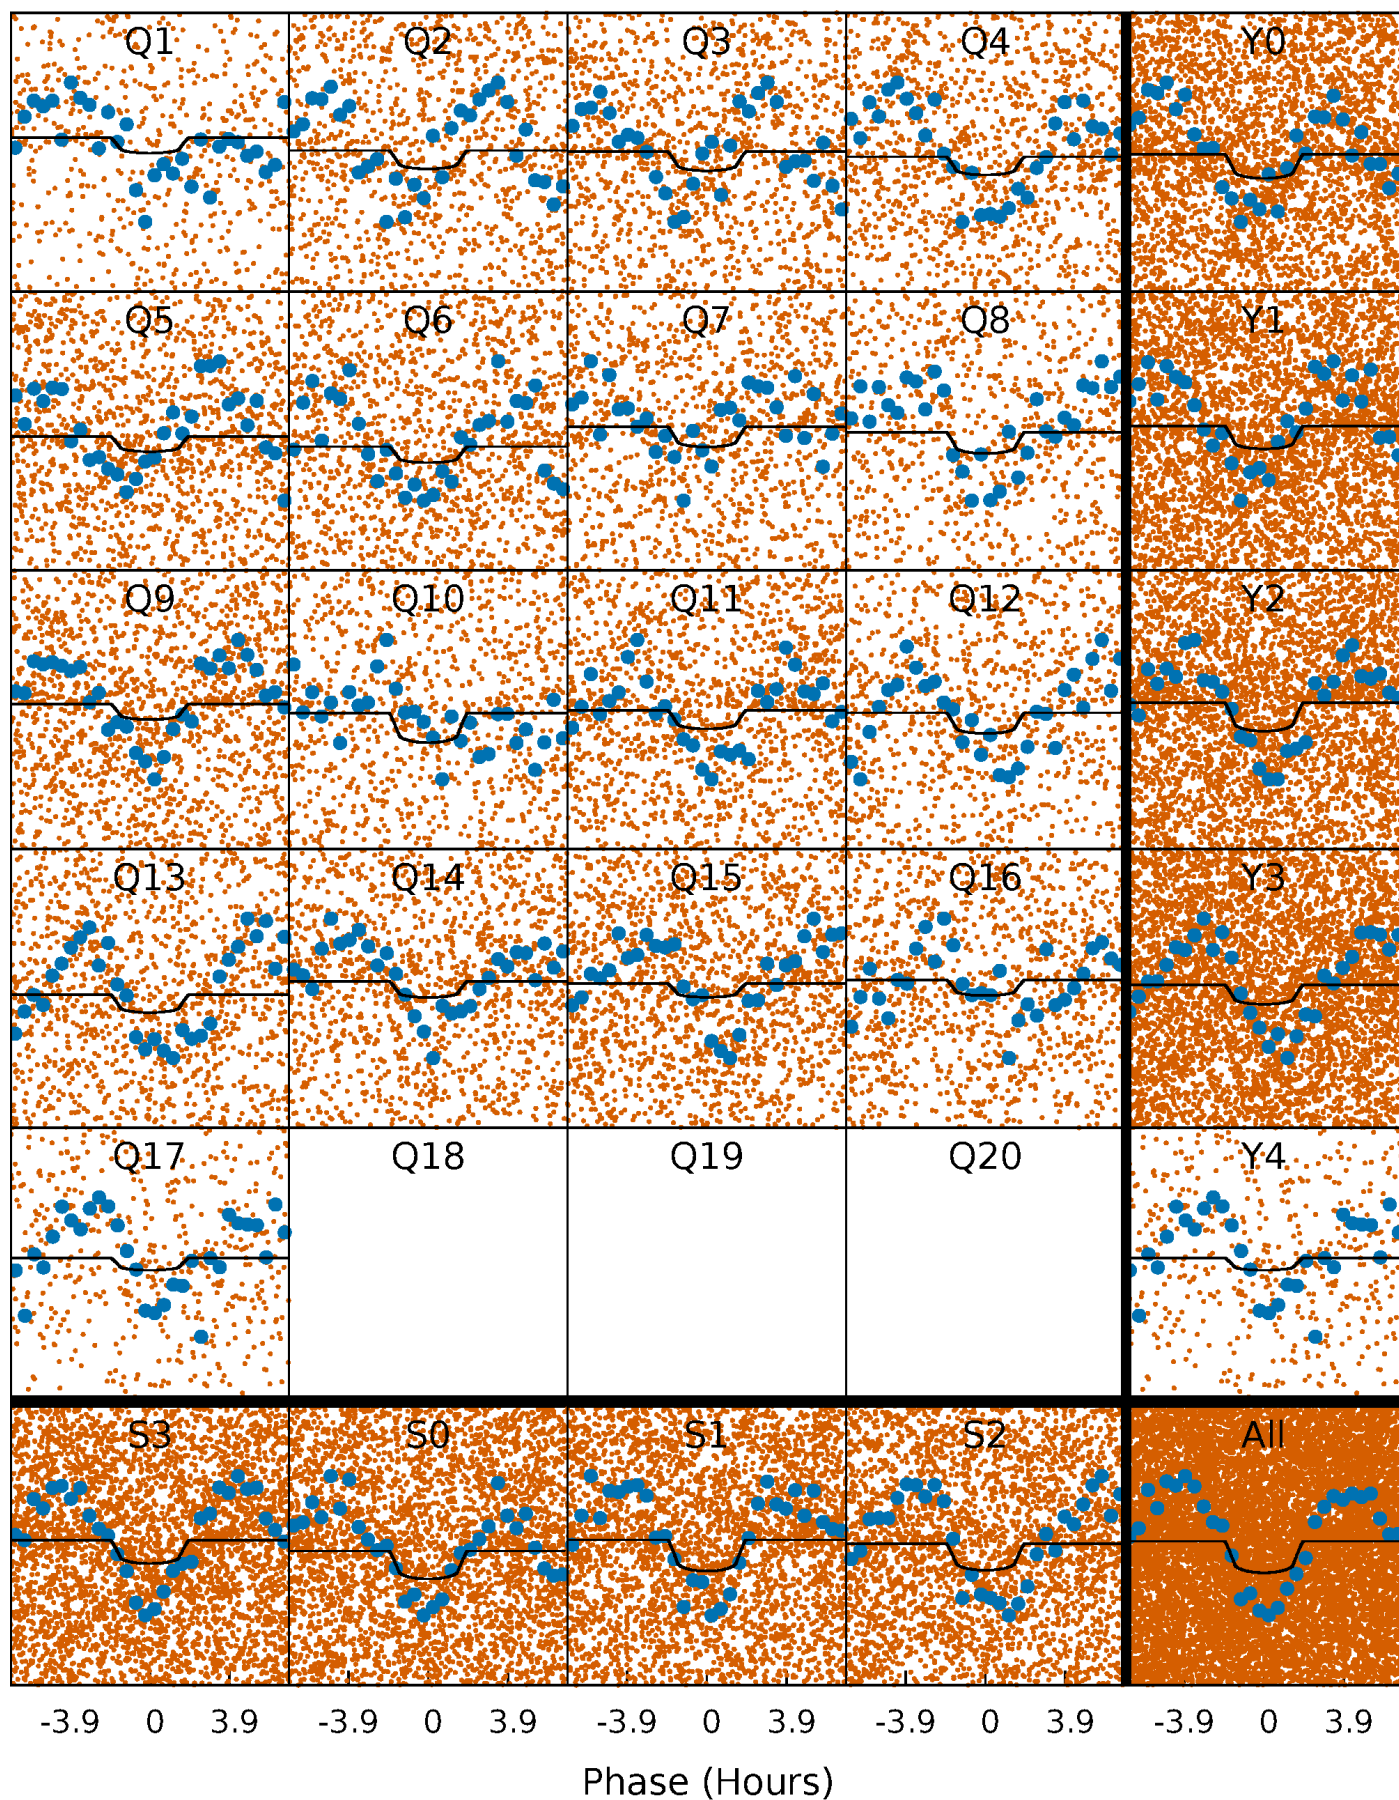 Q1 Q2 Q3 Q4 Y0
Q5 Q6 Q7 Q8 Y1
Q9 Q10 Q11 Q12 Y2
Q13 Q14 Q15 Q16 Y3
Q17 Q18 Q19 Q20 Y4
S3 S0 S1 S2 All
-3.9 0 3.9 -3.9 0 3.9 -3.9 0 3.9 -3.9 0 3.9 -3.9 0 3.9
Phase (Hours)